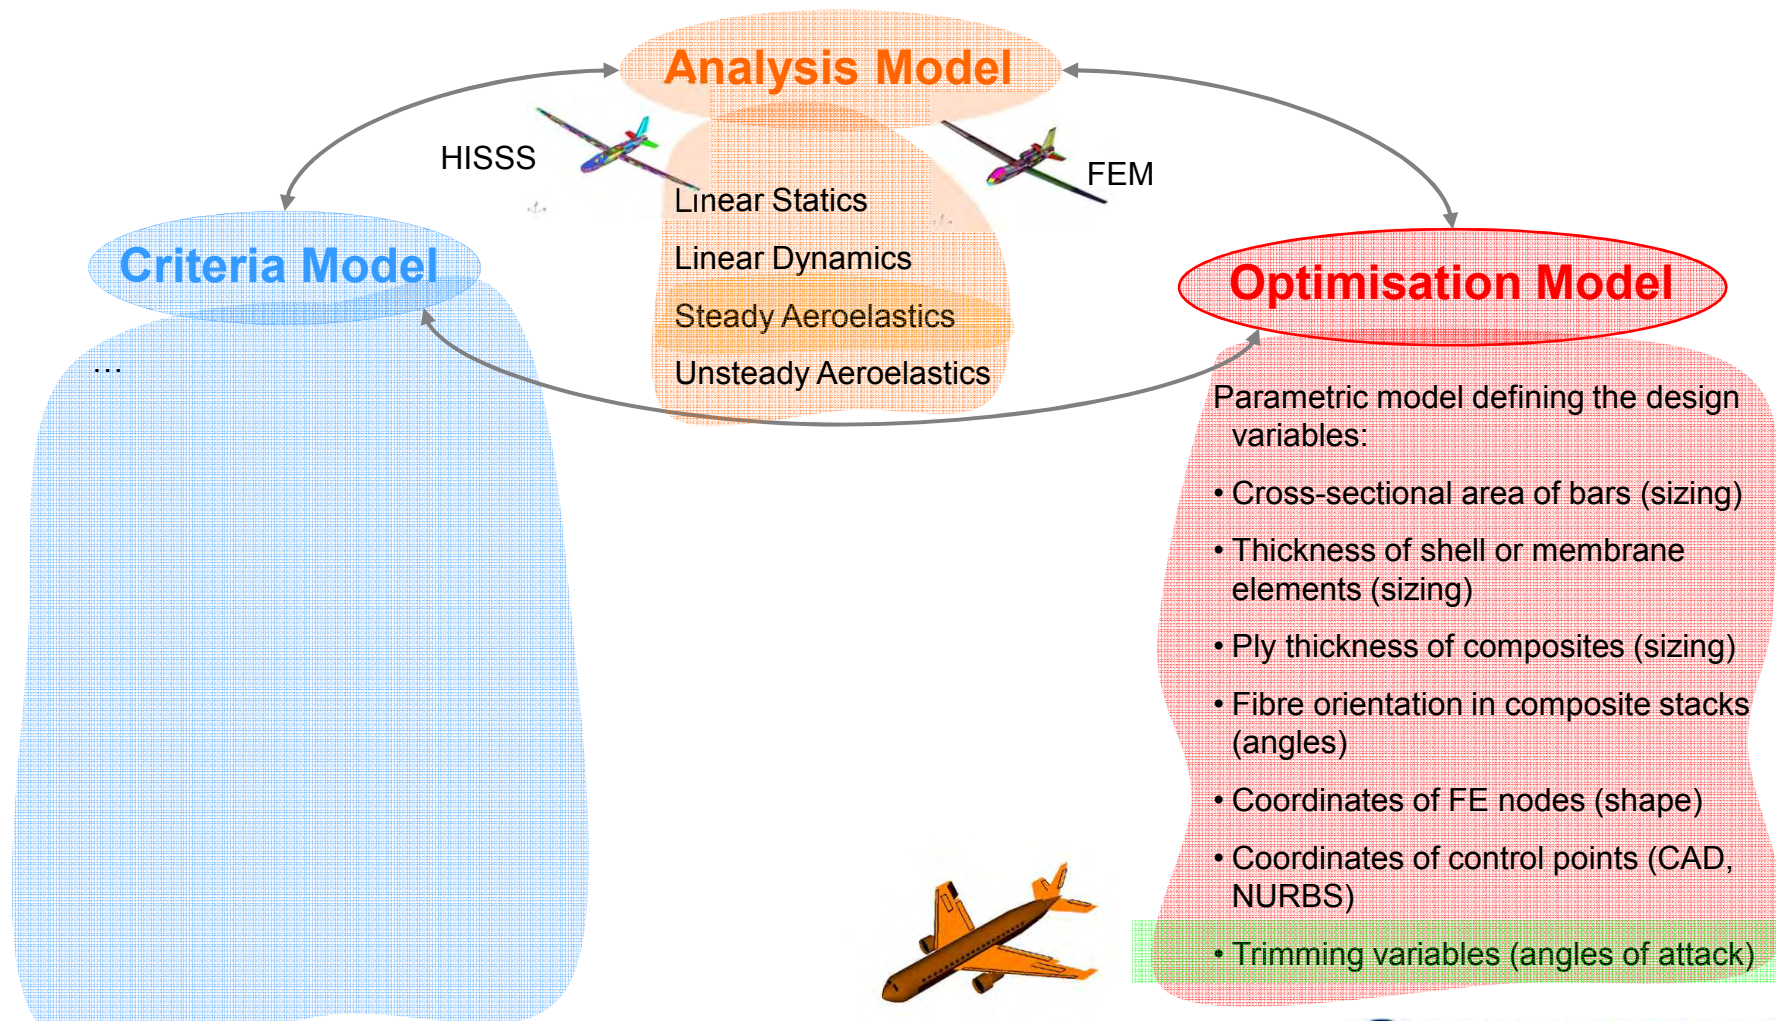 Analysis Model
HISSS
FEM
Linear Statics
Linear Dynamics
Steady Aeroelastics
Unsteady Aeroelastics
Criteria Model
…
Optimisation Model
Parametric model defining the design
variables:
• Cross-sectional area of bars (sizing)
• Thickness of shell or membrane
elements (sizing)
• Ply thickness of composites (sizing)
• Fibre orientation in composite stacks
(angles)
• Coordinates of FE nodes (shape)
• Coordinates of control points (CAD,
NURBS)
• Trimming variables (angles of attack)